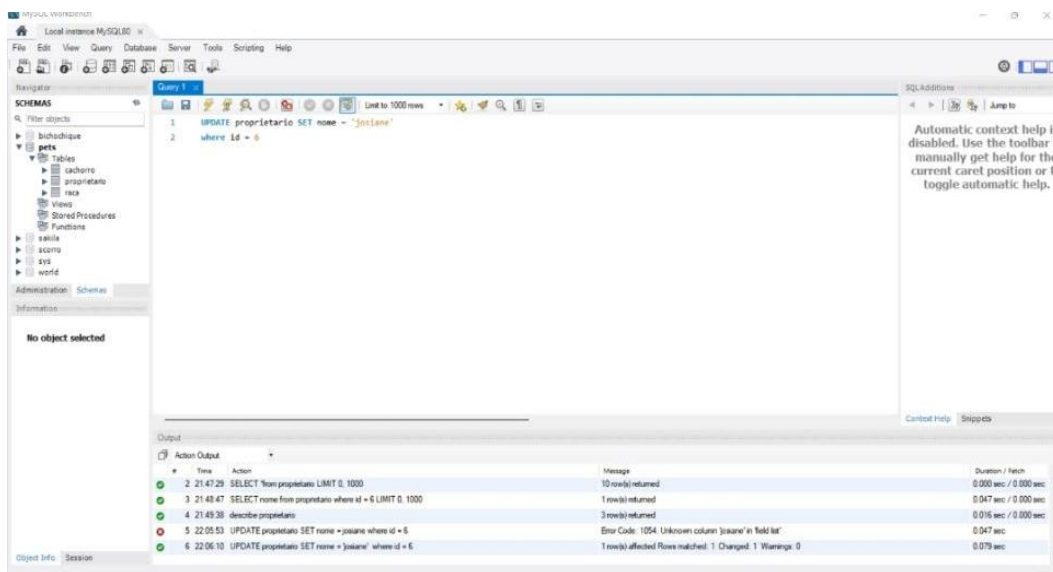 MySQL Workbench
Local instance MySQL80 ×
File Edit View Query Database Server Tools Scripting Help
Navigator
SCHEMAS
Filter objects
bichochique
pets
Tables
cachorro
proprietario
raca
Views
Stored Procedures
Functions
sakila
scorro
sys
world
Administration Schemas
Information
No object selected
Object Info Session
Query 1 ×
Limit to 1000 rows
1 UPDATE proprietario SET nome = 'josiane'
2 where id = 6
SQLAdditions
Jump to
Automatic context help i
disabled. Use the toolbar
manually get help for the
current caret position or t
toggle automatic help.
Context Help Snippets
Output
Action Output
# Time Action Message Duration / Fetch
2 21:47:29 SELECT *from proprietario LIMIT 0, 1000 10 row(s) returned 0.000 sec / 0.000 sec
3 21:48:47 SELECT nome from proprietario where id = 6 LIMIT 0, 1000 1 row(s) returned 0.047 sec / 0.000 sec
4 21:49:38 describe proprietario 3 row(s) returned 0.016 sec / 0.000 sec
5 22:05:53 UPDATE proprietario SET nome = josiane where id = 6 Error Code: 1054. Unknown column 'josiane' in 'field list' 0.047 sec
6 22:06:10 UPDATE proprietario SET nome = 'josiane' where id = 6 1 row(s) affected Rows matched: 1 Changed: 1 Warnings: 0 0.079 sec